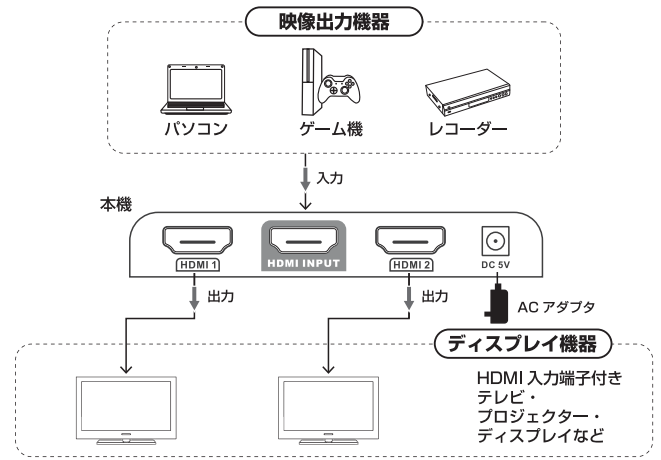 映像出力機器
パソコン
ゲーム機
レコーダー
入力
本機
HDMI 1
HDMI INPUT
HDMI 2
DC 5V
出力
出力
AC アダプタ
ディスプレイ機器
HDMI 入力端子付き
テレビ・
プロジェクター・
ディスプレイなど